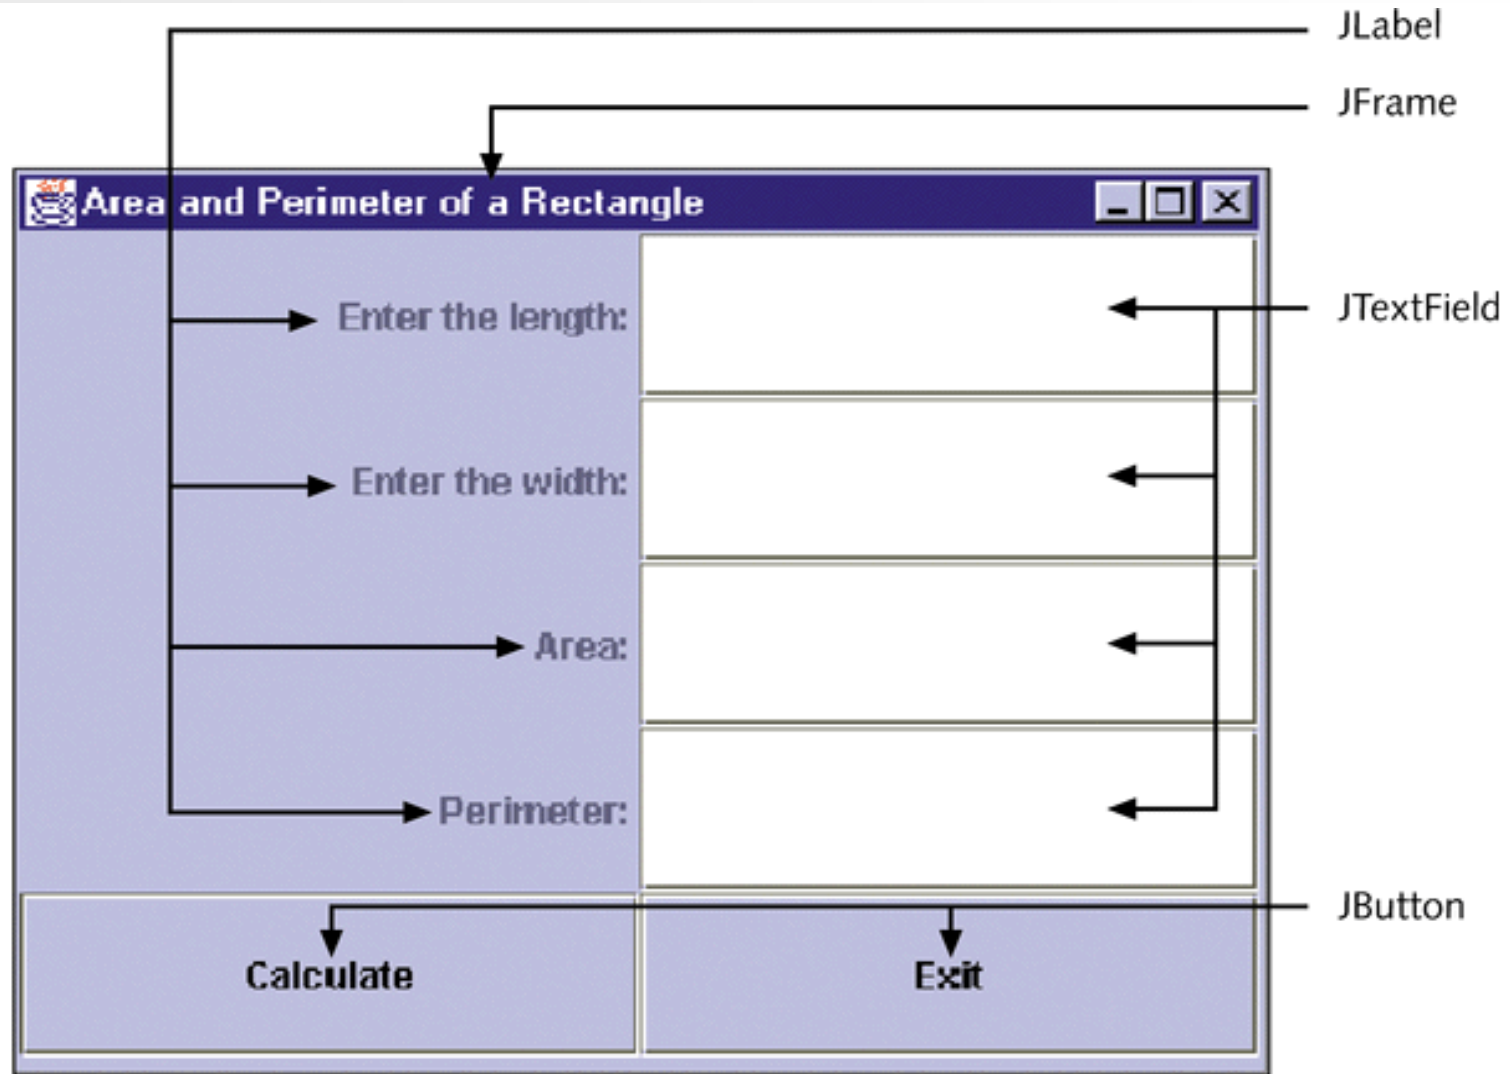 JLabel
JFrame
Area and Perimeter of a Rectangle
Enter the length:
JTextField
Enter the width:
Area:
Perimeter:
JButton
Calculate
Exit